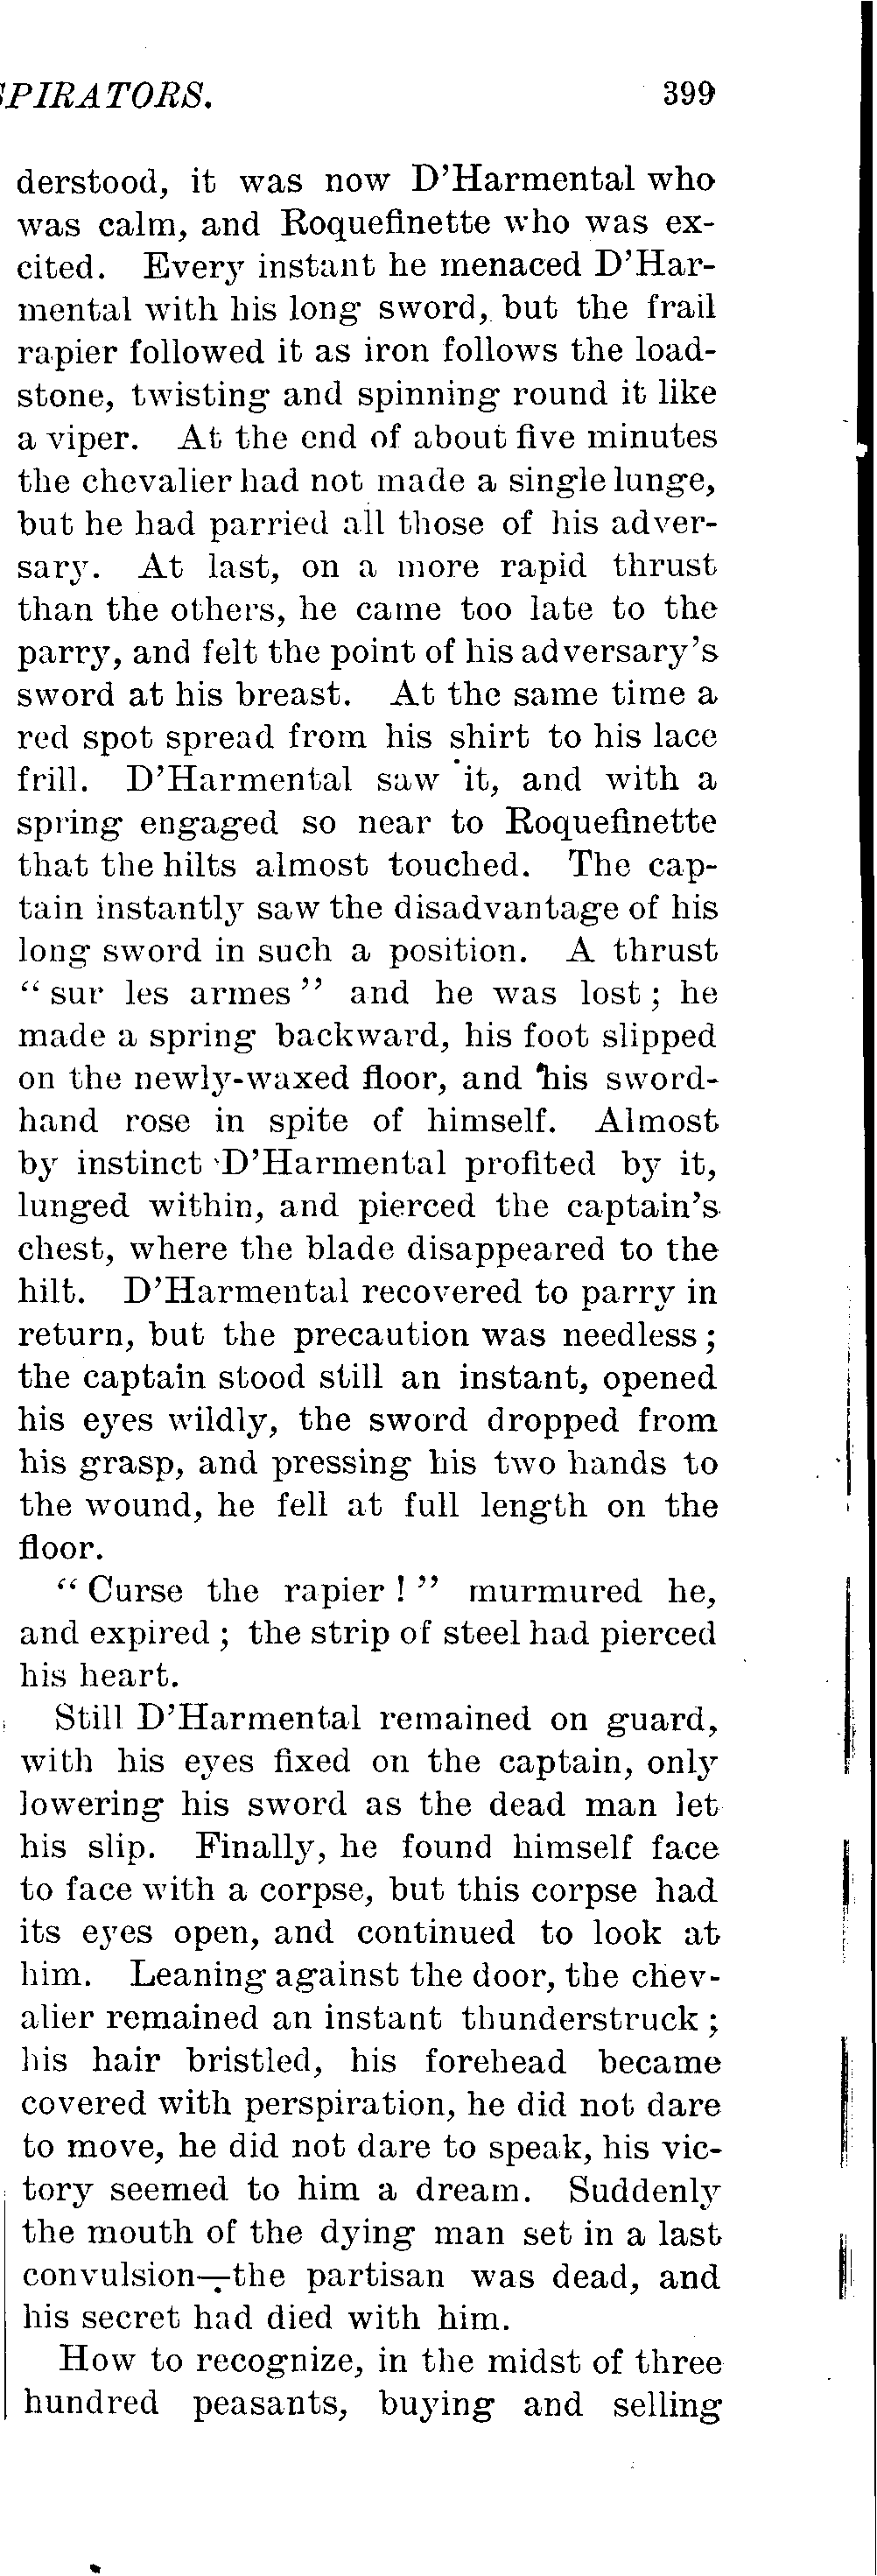 SPIRATORS. 399
derstood, it was now D'Harmental who
was calm, and Roquefinette who was ex-
cited. Every instant he menaced D'Har-
mental with his long sword, but the frail
rapier followed it as iron follows the load-
stone, twisting and spinning round it like
a viper. At the end of about five minutes
the chevalier had not made a single lunge,
but he had parried all those of his adver-
sary. At last, on a more rapid thrust
than the others, he came too late to the
parry, and felt the point of his adversary's
sword at his breast. At the same time a
red spot spread from his shirt to his lace
frill. D'Harmental saw it, and with a
spring engaged so near to Roquefinette
that the hilts almost touched. The cap-
tain instantly saw the disadvantage of his
long sword in such a position. A thrust
"sur les armes" and he was lost; he
made a spring backward, his foot slipped
on the newly-waxed floor, and his sword-
hand rose in spite of himself. Almost
by instinct D'Harmental profited by it,
lunged within, and pierced the captain's
chest, where the blade disappeared to the
hilt. D'Harmental recovered to parry in
return, but the precaution was needless;
the captain stood still an instant, opened
his eyes wildly, the sword dropped from
his grasp, and pressing his two hands to
the wound, he fell at full length on the
floor.
"Curse the rapier!" murmured he,
and expired; the strip of steel had pierced
his heart.
Still D'Harmental remained on guard,
with his eyes fixed on the captain, only
lowering his sword as the dead man let
his slip. Finally, he found himself face
to face with a corpse, but this corpse had
its eyes open, and continued to look at
him. Leaning against the door, the chev-
alier remained an instant thunderstruck;
his hair bristled, his forehead became
covered with perspiration, he did not dare
to move, he did not dare to speak, his vic-
tory seemed to him a dream. Suddenly
the mouth of the dying man set in a last
convulsion—the partisan was dead, and
his secret had died with him.
How to recognize, in the midst of three
hundred peasants, buying and selling